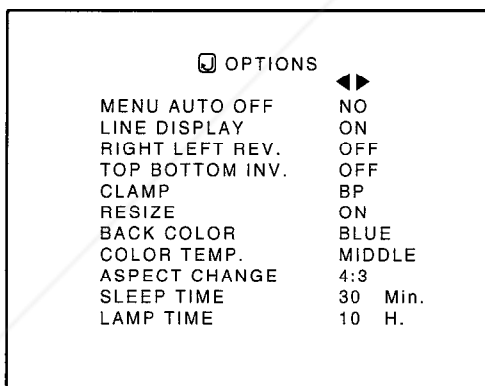 OPTIONS
MENU AUTO OFF NO
LINE DISPLAY ON
RIGHT LEFT REV. OFF
TOP BOTTOM INV. OFF
CLAMP BP
RESIZE ON
BACK COLOR BLUE
COLOR TEMP. MIDDLE
ASPECT CHANGE 4:3
SLEEP TIME 30 Min.
LAMP TIME 10 H.